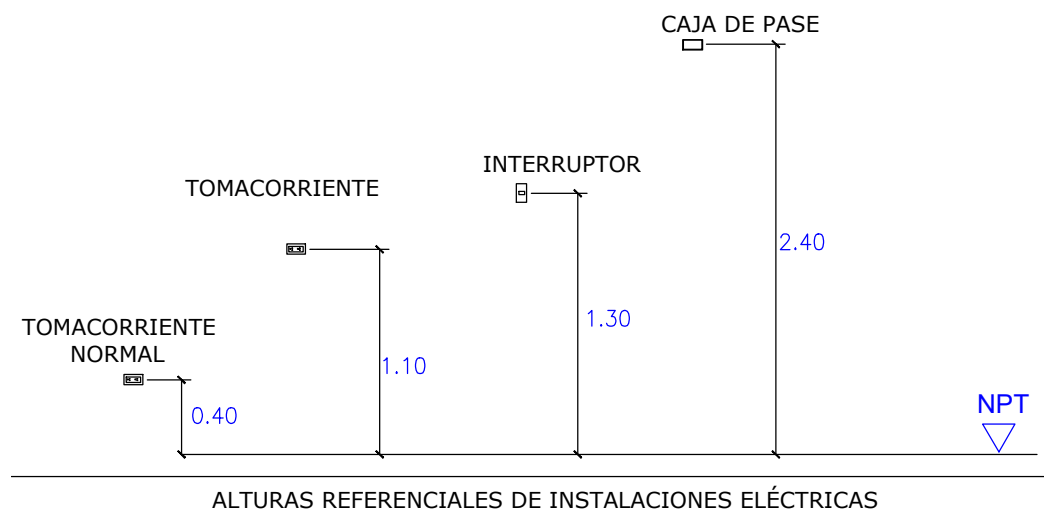 CAJA DE PASE
INTERRUPTOR
TOMACORRIENTE
2.40
1.30
TOMACORRIENTE
NORMAL
1.10
0.40
NPT
ALTURAS REFERENCIALES DE INSTALACIONES ELÉCTRICAS